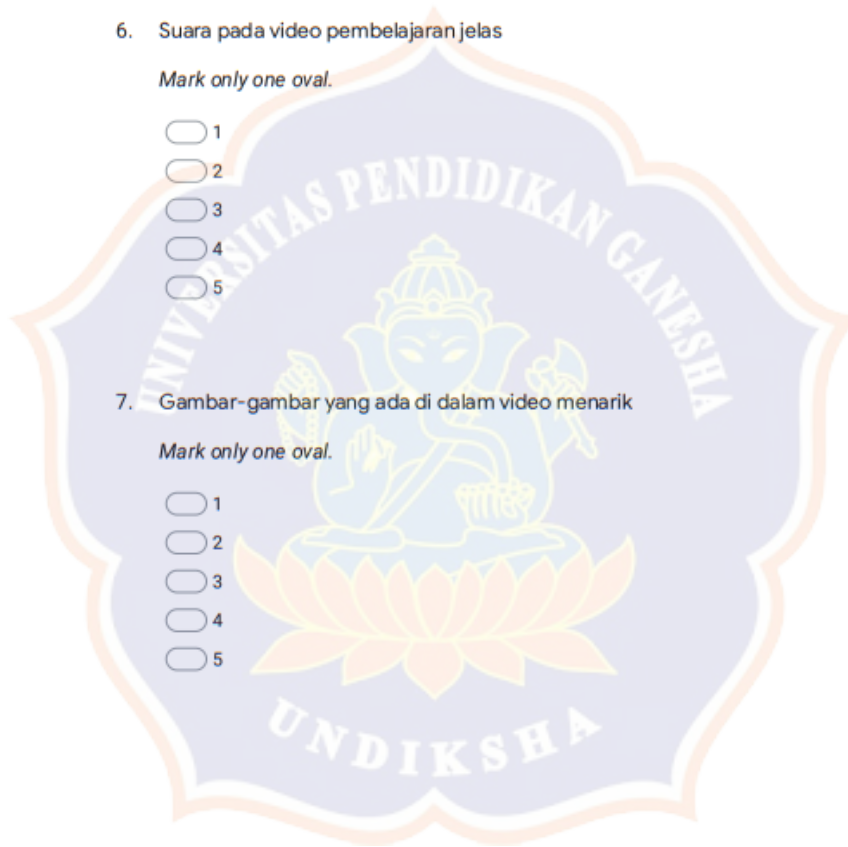 6. Suara pada video pembelajaran jelas
Mark only one oval.
1
2
3
4
5
UNIVERSITAS PENDIDIKAN GANESHA
7. Gambar-gambar yang ada di dalam video menarik
Mark only one oval.
1
2
3
4
5
UNDIKSHA